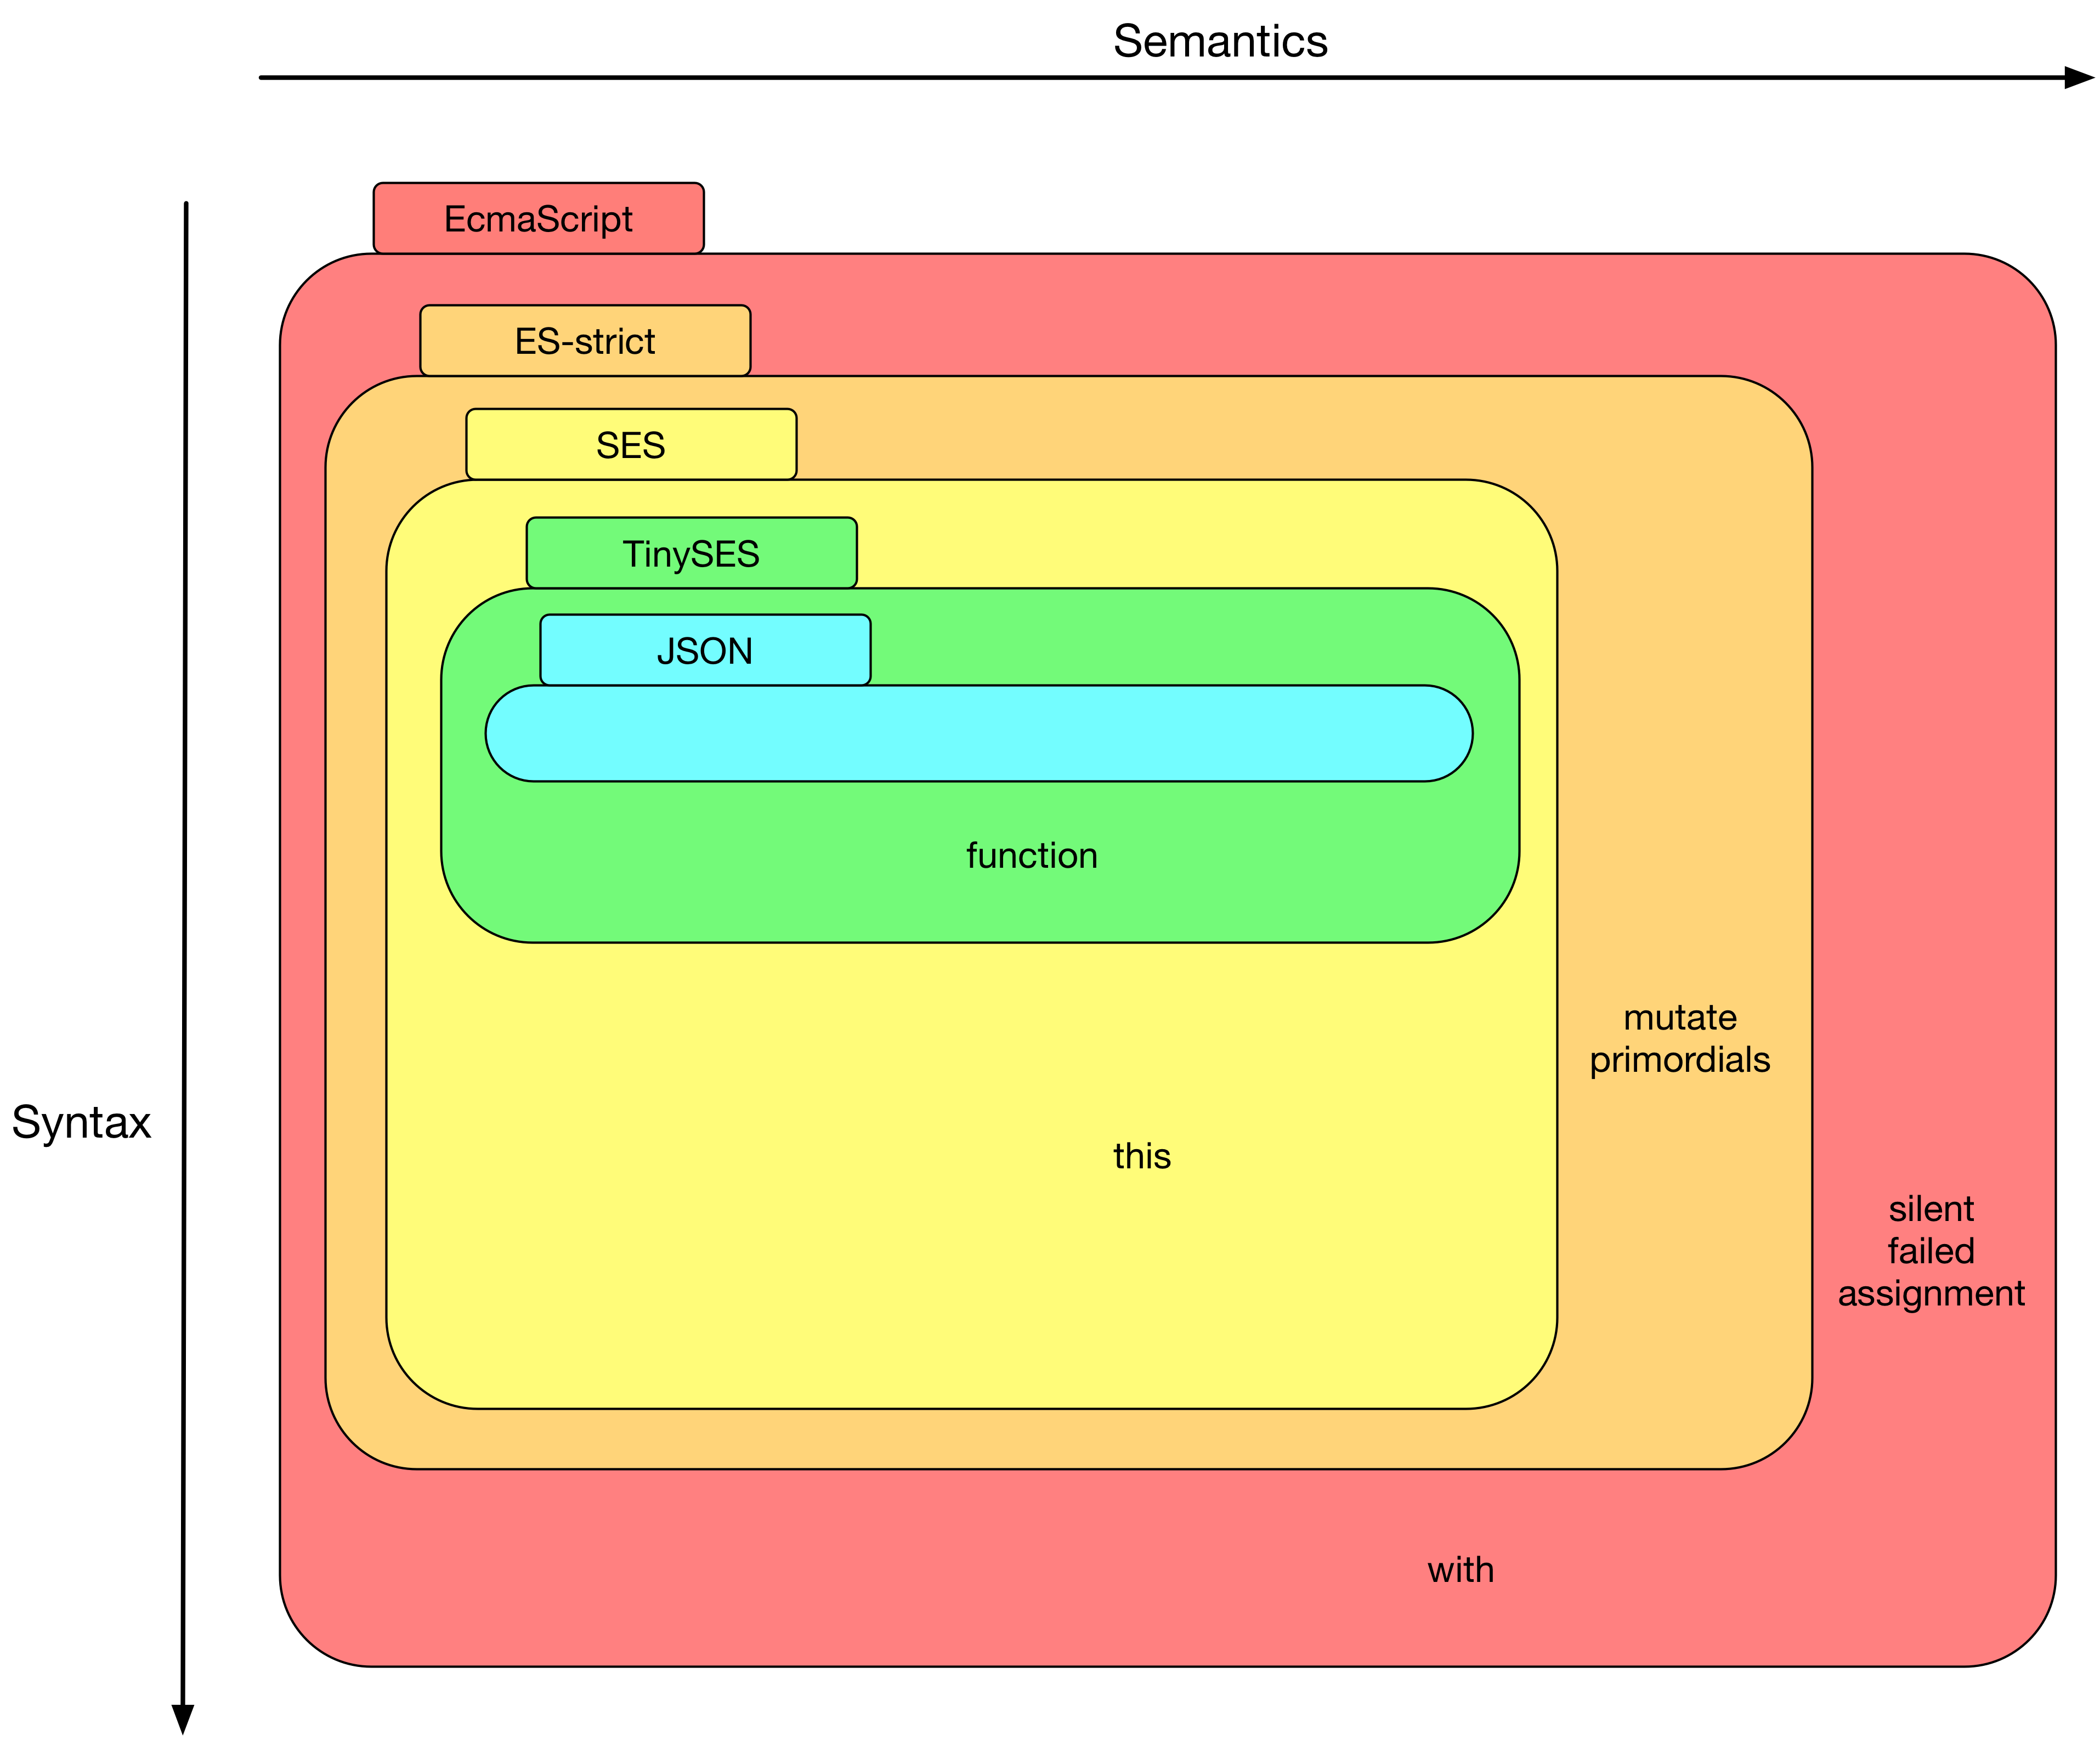 Semantics
EcmaScript
ES-strict
SES
TinySES
JSON
function
mutate
primordials
Syntax
this
silent
failed
assignment
with